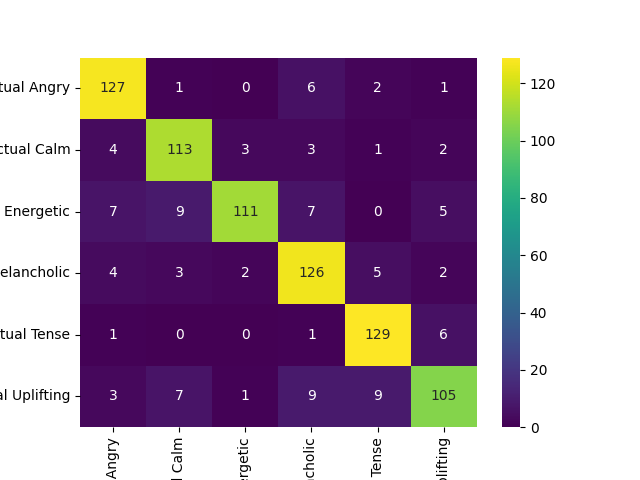 tual Angry 127 1 0 6 2 1
ctual Calm 4 113 3 3 1 2
Energetic 7 9 111 7 0 5
elancholic 4 3 2 126 5 2
tual Tense 1 0 0 1 129 6
al Uplifting 3 7 1 9 9 105
Angry
l Calm
ergetic
ncholic
Tense
plifting
120
100
80
60
40
20
0